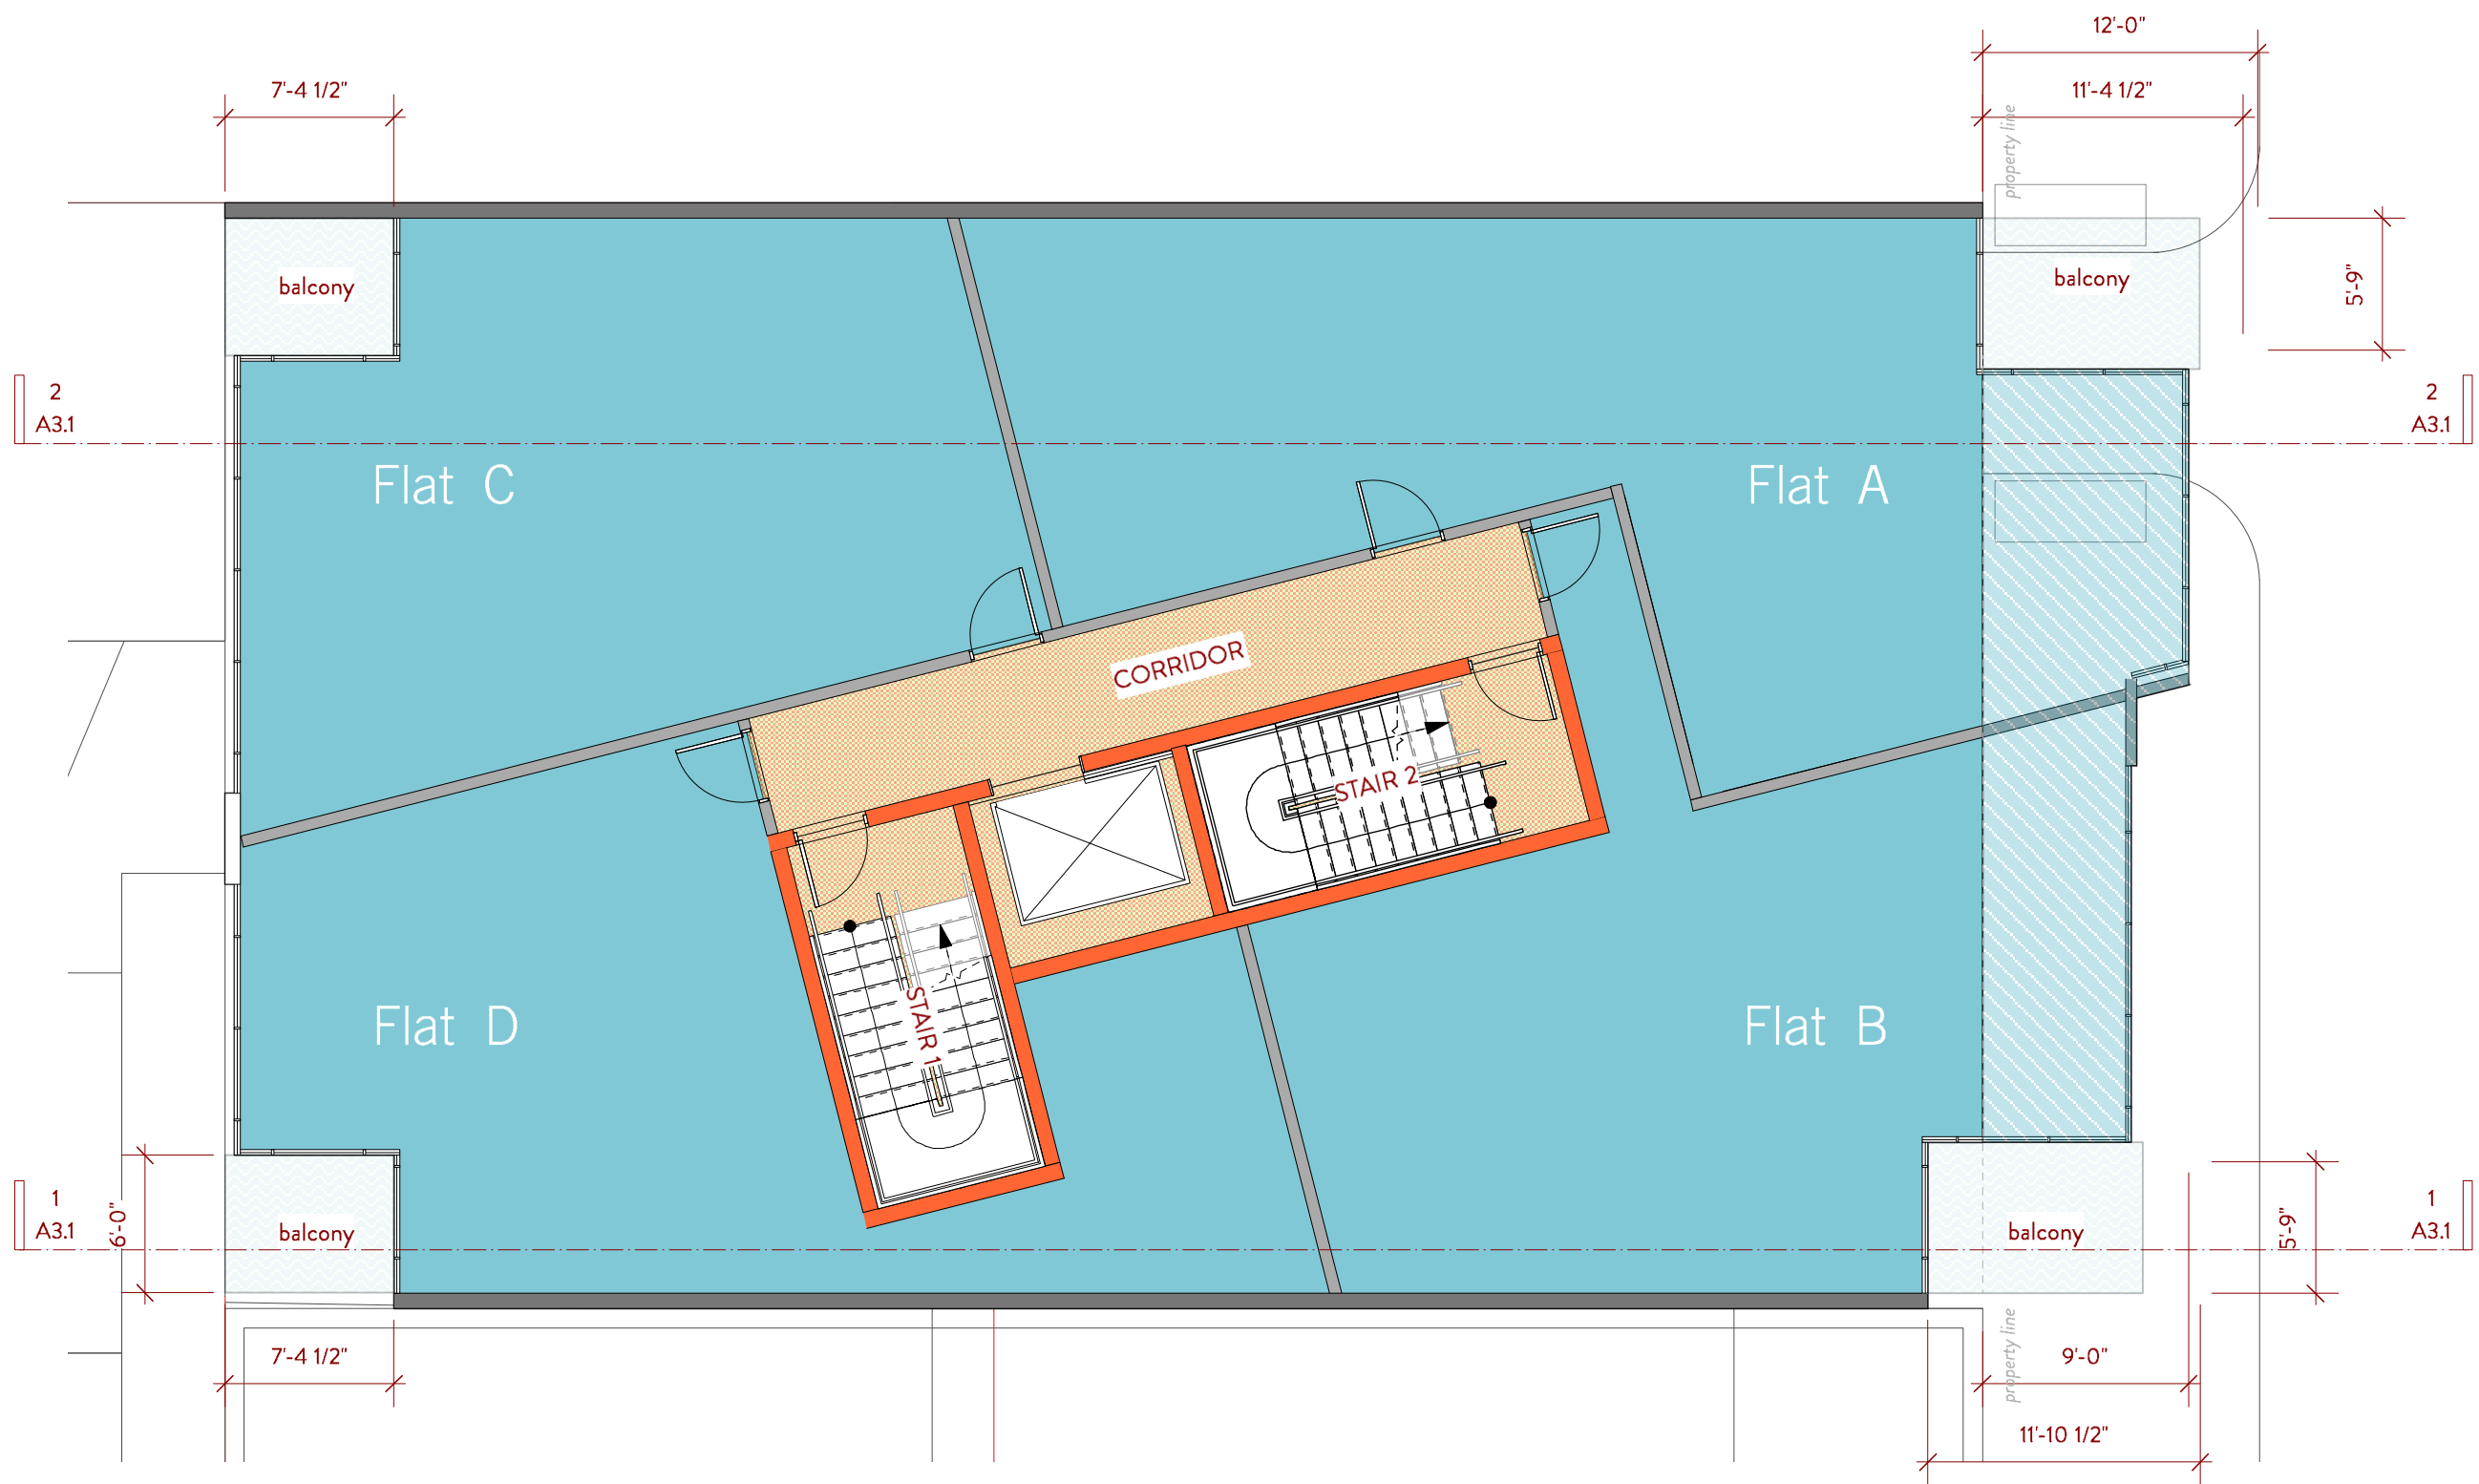 12'-0"
7'-4 1/2"
11'-4 1/2"
property line
balcony
balcony
5'-9"
2
A3.1
2
A3.1
Flat C
Flat A
CORRIDOR
STAIR 2
Flat D
STAIR 1
Flat B
1
A3.1
6'-0"
balcony
balcony
5'-9"
1
A3.1
7'-4 1/2"
property line
9'-0"
11'-10 1/2"